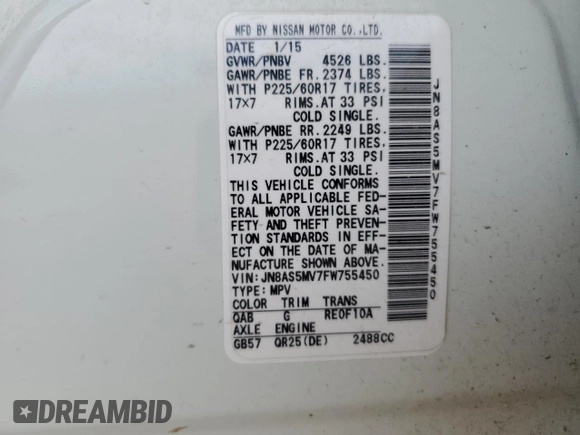 MFD BY NISSAN MOTOR CO.,LTD.
DATE 1/15
GVWR/PNBV 4526 LBS.
GAWR/PNBE FR. 2374 LBS.
WITH P225/60R17 TIRES,
17×7 RIMS.AT 33 PSI
COLD SINGLE.
GAWR/PNBE RR. 2249 LBS.
WITH P225/60R17 TIRES,
17×7 RIMS.AT 33 PSI
COLD SINGLE.
THIS VEHICLE CONFORMS
TO ALL APPLICABLE FED-
ERAL MOTOR VEHICLE SA-
FETY AND THEFT PREVEN-
TION STANDARDS IN EFF-
ECT ON THE DATE OF MA-
NUFACTURE SHOWN ABOVE.
VIN:JN8AS5MV7FW755450
TYPE: MPV
COLOR TRIM TRANS
QAB G RE0F10A
AXLE ENGINE
GB57 QR25(DE) 2488CC
JN8AS5MV7FW755450
DREAMBID